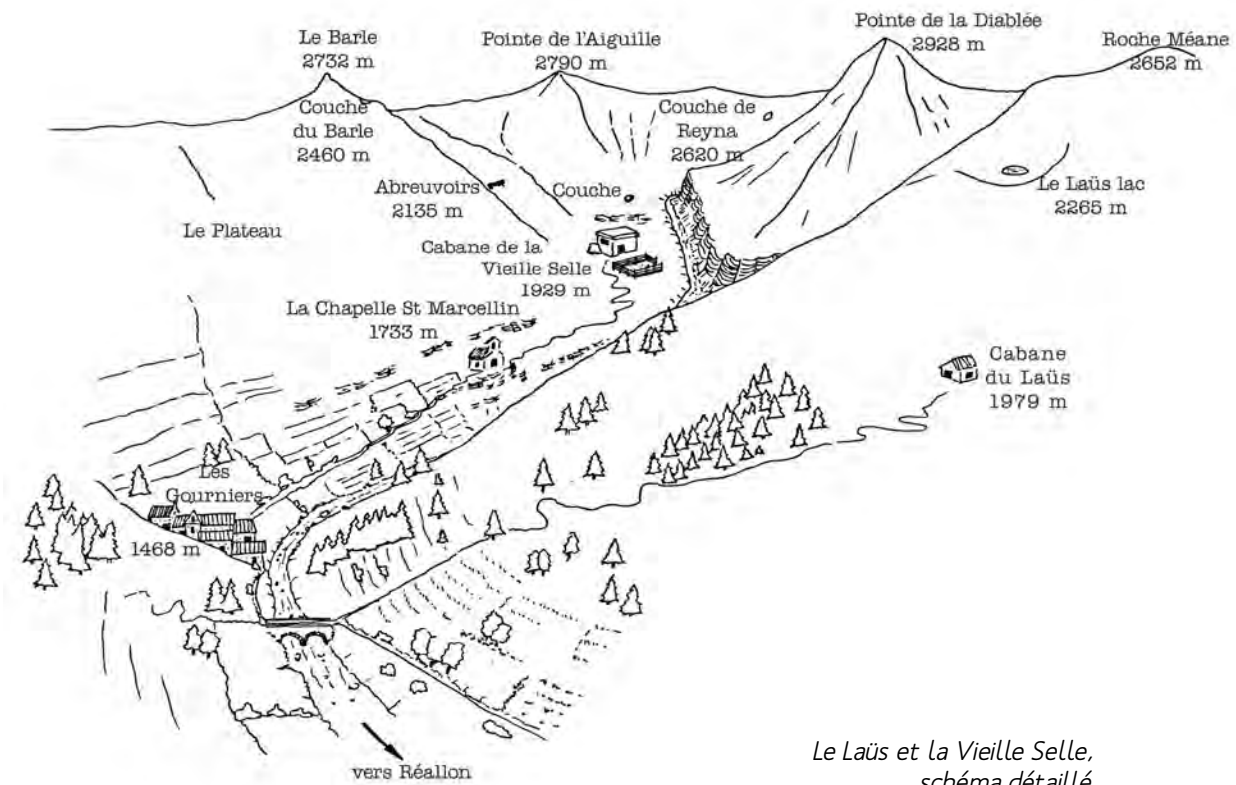 Pointe de la Diablée
2928 m
Le Barle
2732 m
Pointe de l'Aiguille
2790 m
Roche Méane
2652 m
Couche
du Barle
2460 m
Couche de
Reyna
2620 m
Abreuvoirs
2135 m
Couche
Le Laüs lac
2265 m
Le Plateau
Cabane de la
Vieille Selle
1929 m
La Chapelle St Marcellin
1733 m
Cabane
du Laüs
1979 m
Les
Gourniers
1468 m
vers Réallon
Le Laüs et la Vieille Selle,
schéma détaillé